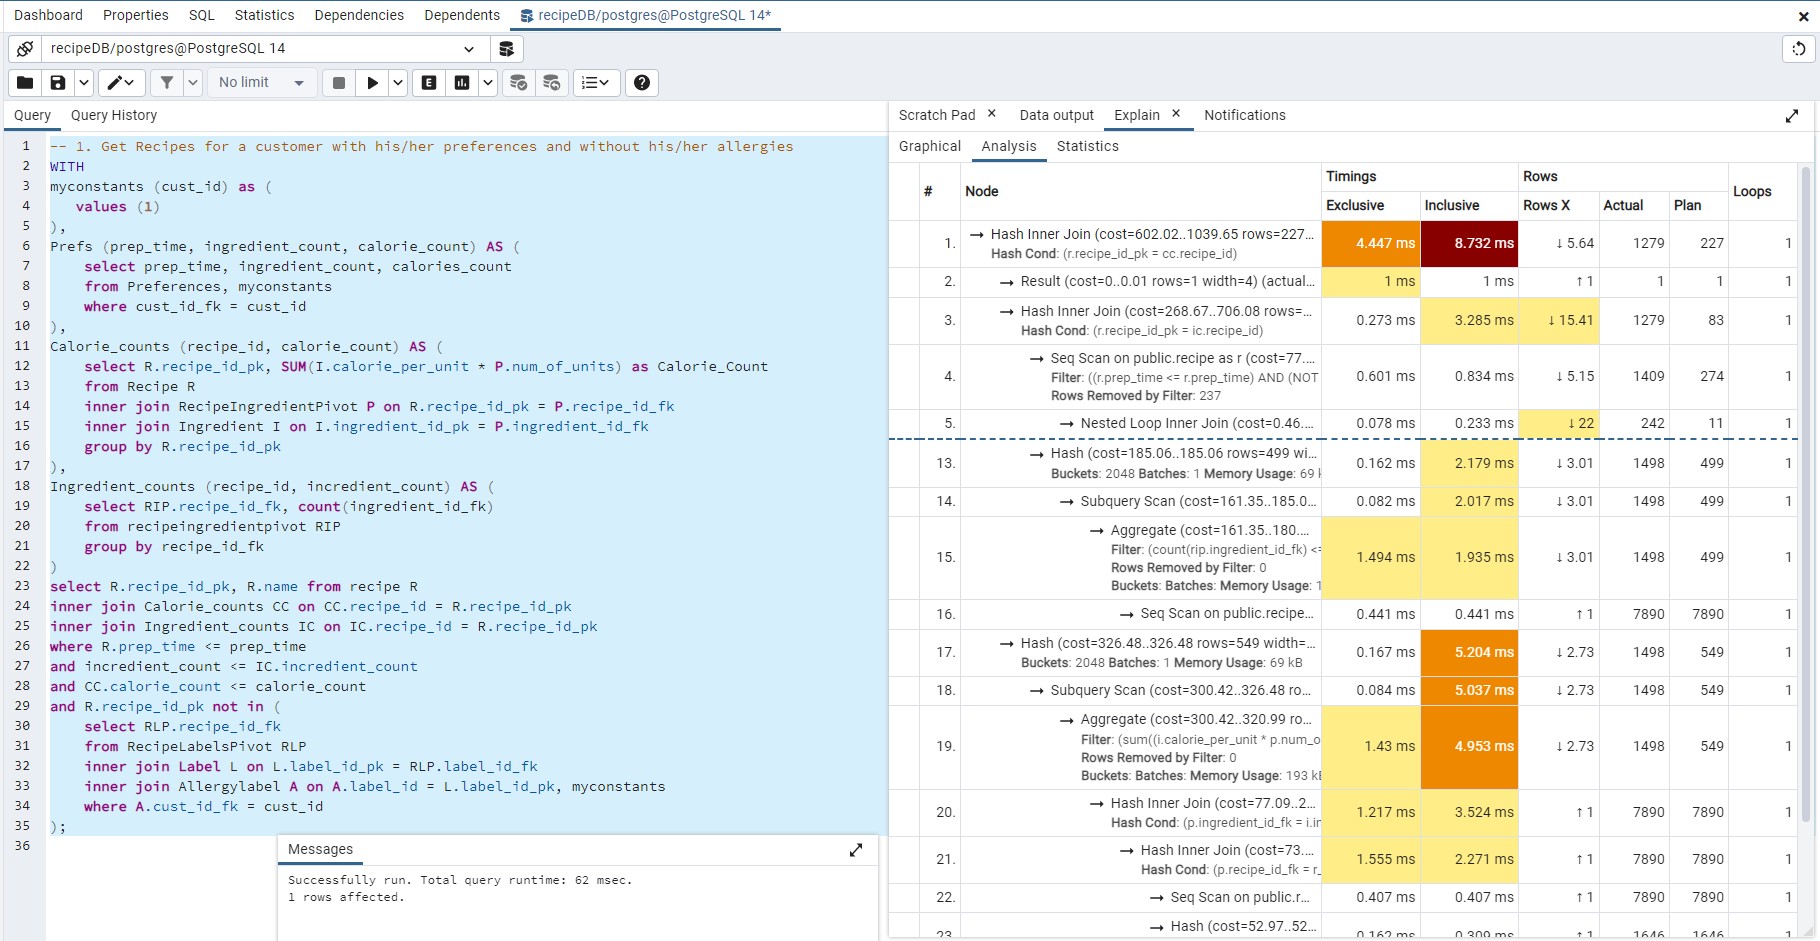 Dashboard Properties SQL Statistics Dependencies Dependents recipeDB/postgres@PostgreSQL 14*
recipeDB/postgres@PostgreSQL 14
No limit
Query Query History
1 -- 1. Get Recipes for a customer with his/her preferences and without his/her allergies
2 WITH
3 myconstants (cust_id) as (
4 values (1)
5 ),
6 Prefs (prep_time, ingredient_count, calorie_count) AS (
7 select prep_time, ingredient_count, calories_count
8 from Preferences, myconstants
9 where cust_id_fk = cust_id
10 ),
11 Calorie_counts (recipe_id, calorie_count) AS (
12 select R.recipe_id_pk, SUM(I.calorie_per_unit * P.num_of_units) as Calorie_Count
13 from Recipe R
14 inner join RecipeIngredientPivot P on R.recipe_id_pk = P.recipe_id_fk
15 inner join Ingredient I on I.ingredient_id_pk = P.ingredient_id_fk
16 group by R.recipe_id_pk
17 ),
18 Ingredient_counts (recipe_id, incredient_count) AS (
19 select RIP.recipe_id_fk, count(ingredient_id_fk)
20 from recipeingredientpivot RIP
21 group by recipe_id_fk
22 )
23 select R.recipe_id_pk, R.name from recipe R
24 inner join Calorie_counts CC on CC.recipe_id = R.recipe_id_pk
25 inner join Ingredient_counts IC on IC.recipe_id = R.recipe_id_pk
26 where R.prep_time <= prep_time
27 and incredient_count <= IC.incredient_count
28 and CC.calorie_count <= calorie_count
29 and R.recipe_id_pk not in (
30 select RLP.recipe_id_fk
31 from RecipeLabelsPivot RLP
32 inner join Label L on L.label_id_pk = RLP.label_id_fk
33 inner join Allergylabel A on A.label_id = L.label_id_pk, myconstants
34 where A.cust_id_fk = cust_id
35 );
36
Messages
Successfully run. Total query runtime: 62 msec.
1 rows affected.
Scratch Pad Data output Explain Notifications
Graphical Analysis Statistics
# Node Timings Rows Loops
Exclusive Inclusive Rows X Actual Plan
1. → Hash Inner Join (cost=602.02..1039.65 rows=227... 4.447 ms 8.732 ms ↓ 5.64 1279 227 1
Hash Cond: (r.recipe_id_pk = cc.recipe_id)
2. → Result (cost=0..0.01 rows=1 width=4) (actual... 1 ms 1 ms ↑ 1 1 1 1
3. → Hash Inner Join (cost=268.67..706.08 rows=... 0.273 ms 3.285 ms ↓ 15.41 1279 83 1
Hash Cond: (r.recipe_id_pk = ic.recipe_id)
4. → Seq Scan on public.recipe as r (cost=77.... 0.601 ms 0.834 ms ↓ 5.15 1409 274 1
Filter: ((r.prep_time <= r.prep_time) AND (NOT
Rows Removed by Filter: 237
5. → Nested Loop Inner Join (cost=0.46.... 0.078 ms 0.233 ms ↓ 22 242 11 1
13. → Hash (cost=185.06..185.06 rows=499 wi... 0.162 ms 2.179 ms ↓ 3.01 1498 499 1
Buckets: 2048 Batches: 1 Memory Usage: 69
14. → Subquery Scan (cost=161.35..185.0... 0.082 ms 2.017 ms ↓ 3.01 1498 499 1
15. → Aggregate (cost=161.35..180.... 1.494 ms 1.935 ms ↓ 3.01 1498 499 1
Filter: (count(rip.ingredient_id_fk) <=
Rows Removed by Filter: 0
Buckets: Batches: Memory Usage: 1
16. → Seq Scan on public.recipe... 0.441 ms 0.441 ms ↑ 1 7890 7890 1
17. → Hash (cost=326.48..326.48 rows=549 width=... 0.167 ms 5.204 ms ↓ 2.73 1498 549 1
Buckets: 2048 Batches: 1 Memory Usage: 69 kB
18. → Subquery Scan (cost=300.42..326.48 ro... 0.084 ms 5.037 ms ↓ 2.73 1498 549 1
19. → Aggregate (cost=300.42..320.99 ro... 1.43 ms 4.953 ms ↓ 2.73 1498 549 1
Filter: (sum((i.calorie_per_unit * p.num_o
Rows Removed by Filter: 0
Buckets: Batches: Memory Usage: 193 kB
20. → Hash Inner Join (cost=77.09..2... 1.217 ms 3.524 ms ↑ 1 7890 7890 1
Hash Cond: (p.ingredient_id_fk = i.in
21. → Hash Inner Join (cost=73.... 1.555 ms 2.271 ms ↑ 1 7890 7890 1
Hash Cond: (p.recipe_id_fk = r_
22. → Seq Scan on public.r... 0.407 ms 0.407 ms ↑ 1 7890 7890 1
23. → Hash (cost=52.97..52... 0.162 ms 0.309 ms ↑ 1 1646 1646 1